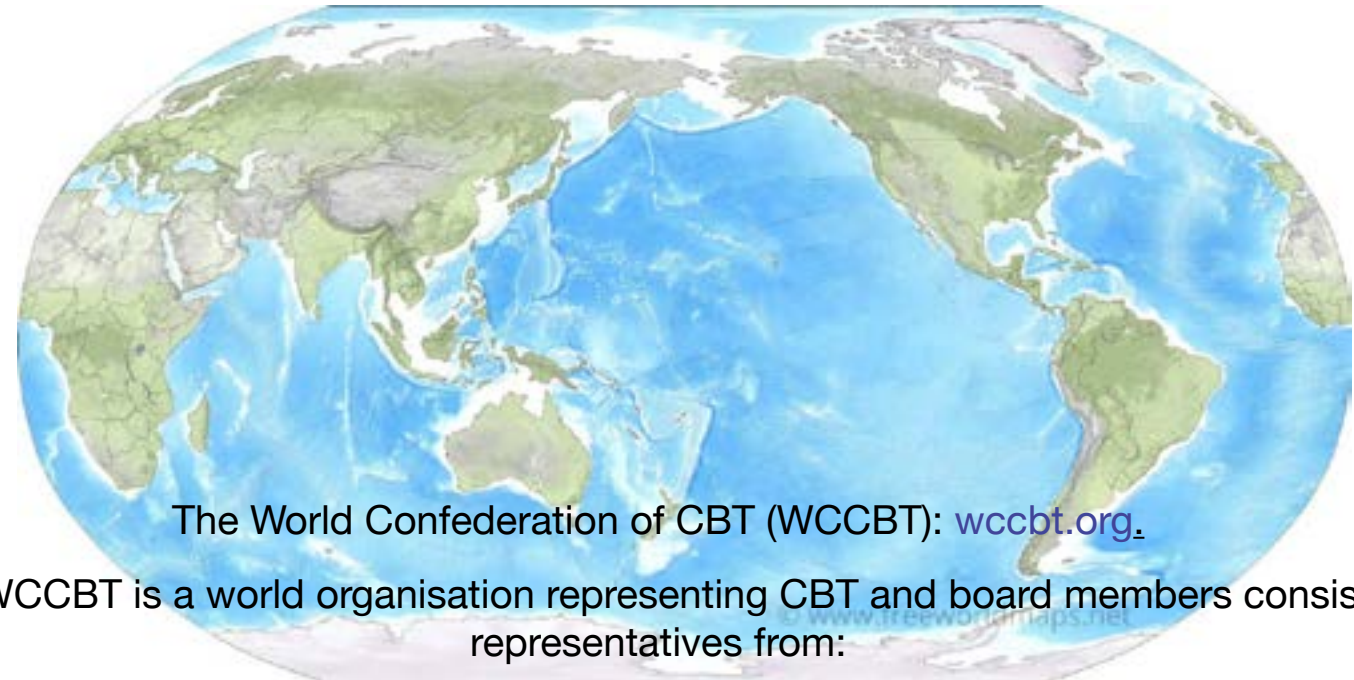 The World Confederation of CBT (WCCBT): wccbt.org.
WCCBT is a world organisation representing CBT and board members consis
© www.freeworldmaps.net
representatives from: